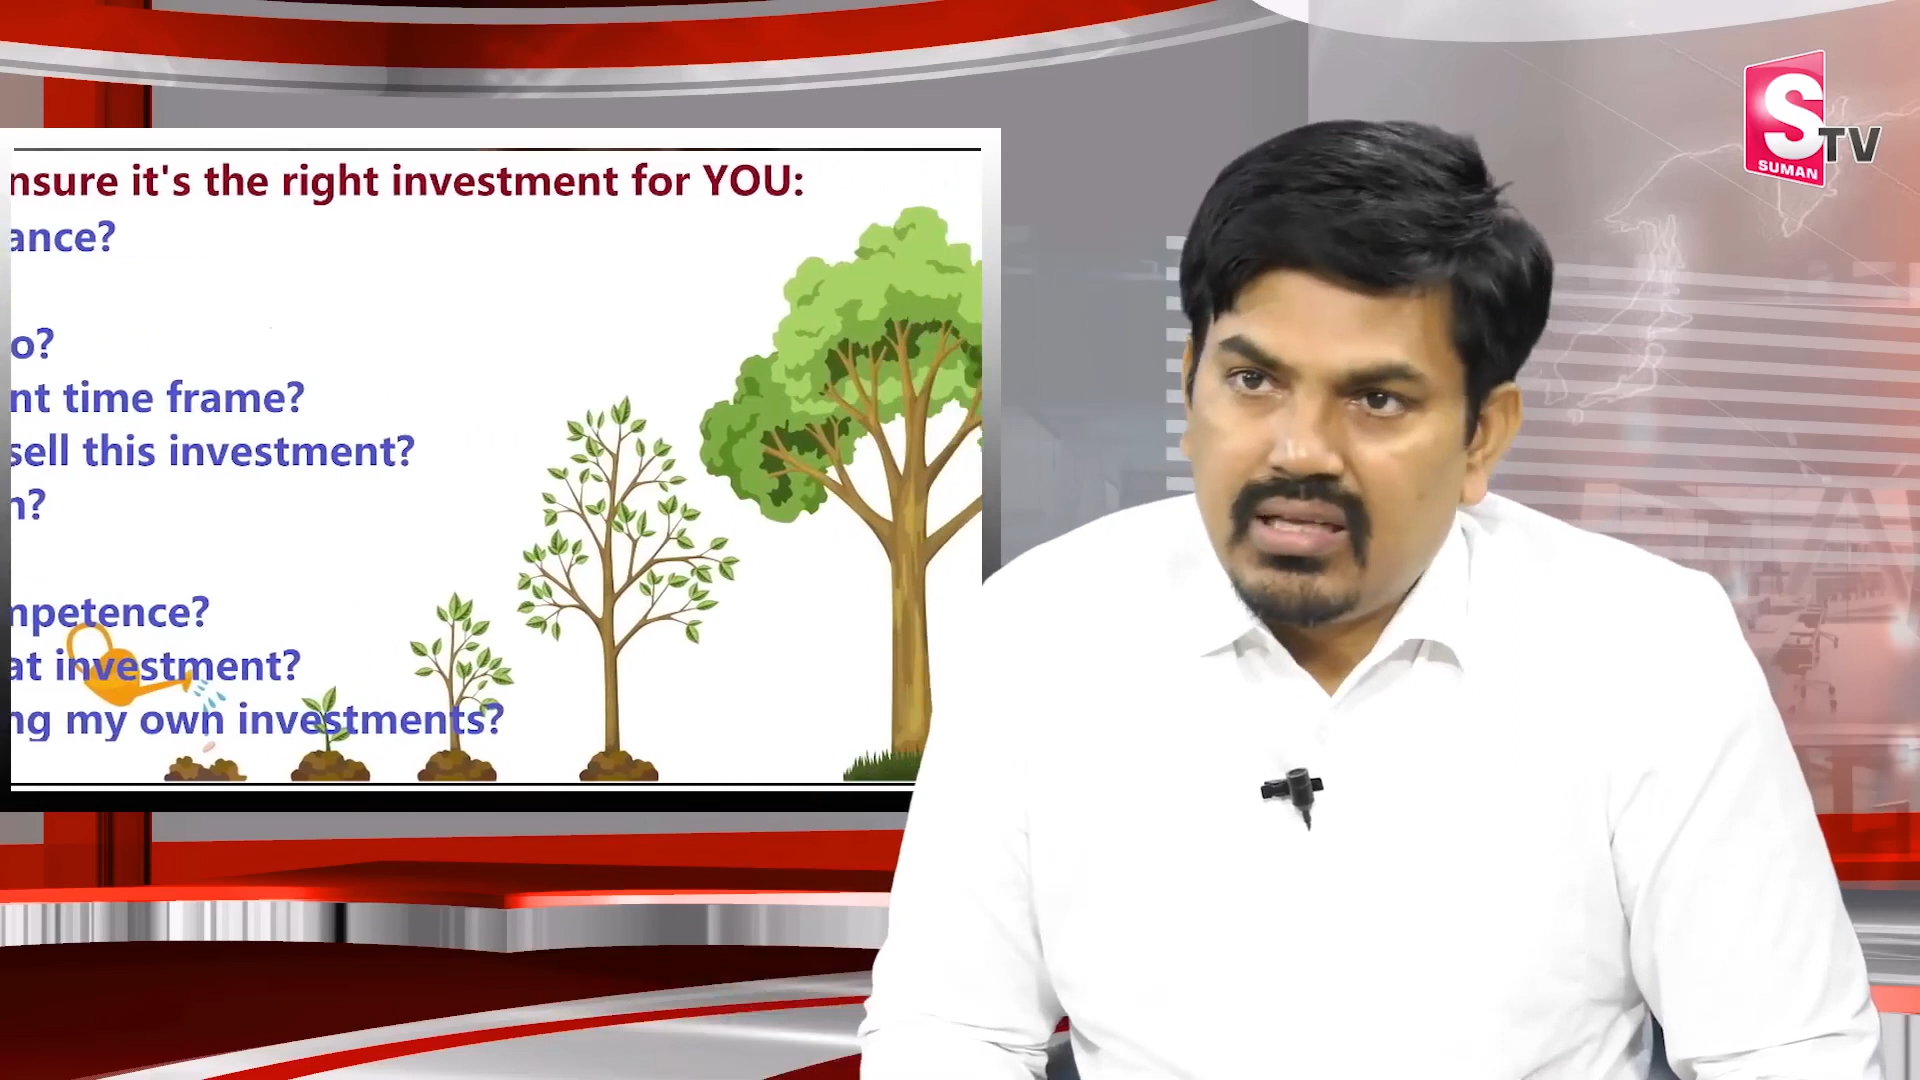 nsure it's the right investment for YOU:
ance?
o?
nt time frame?
sell this investment?
n?
mpetence?
at investment?
ng my own investments?
S
TV
SUMAN